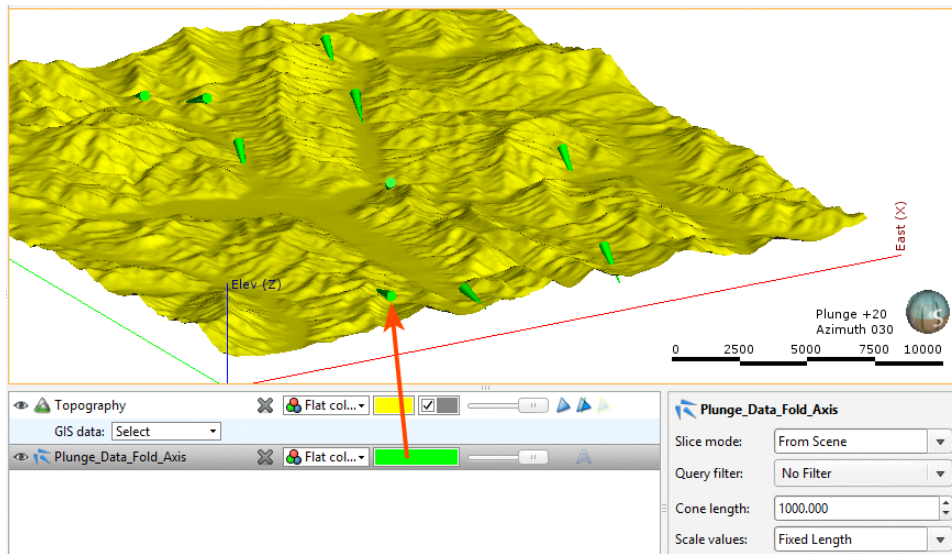 East (X)
Elev (Z)
Plunge +20
Azimuth 030
S
0 2500 5000 7500 10000
Topography Flat col...
GIS data: Select
Plunge_Data_Fold_Axis Flat col...
Plunge_Data_Fold_Axis
Slice mode: From Scene
Query filter: No Filter
Cone length: 1000.000
Scale values: Fixed Length